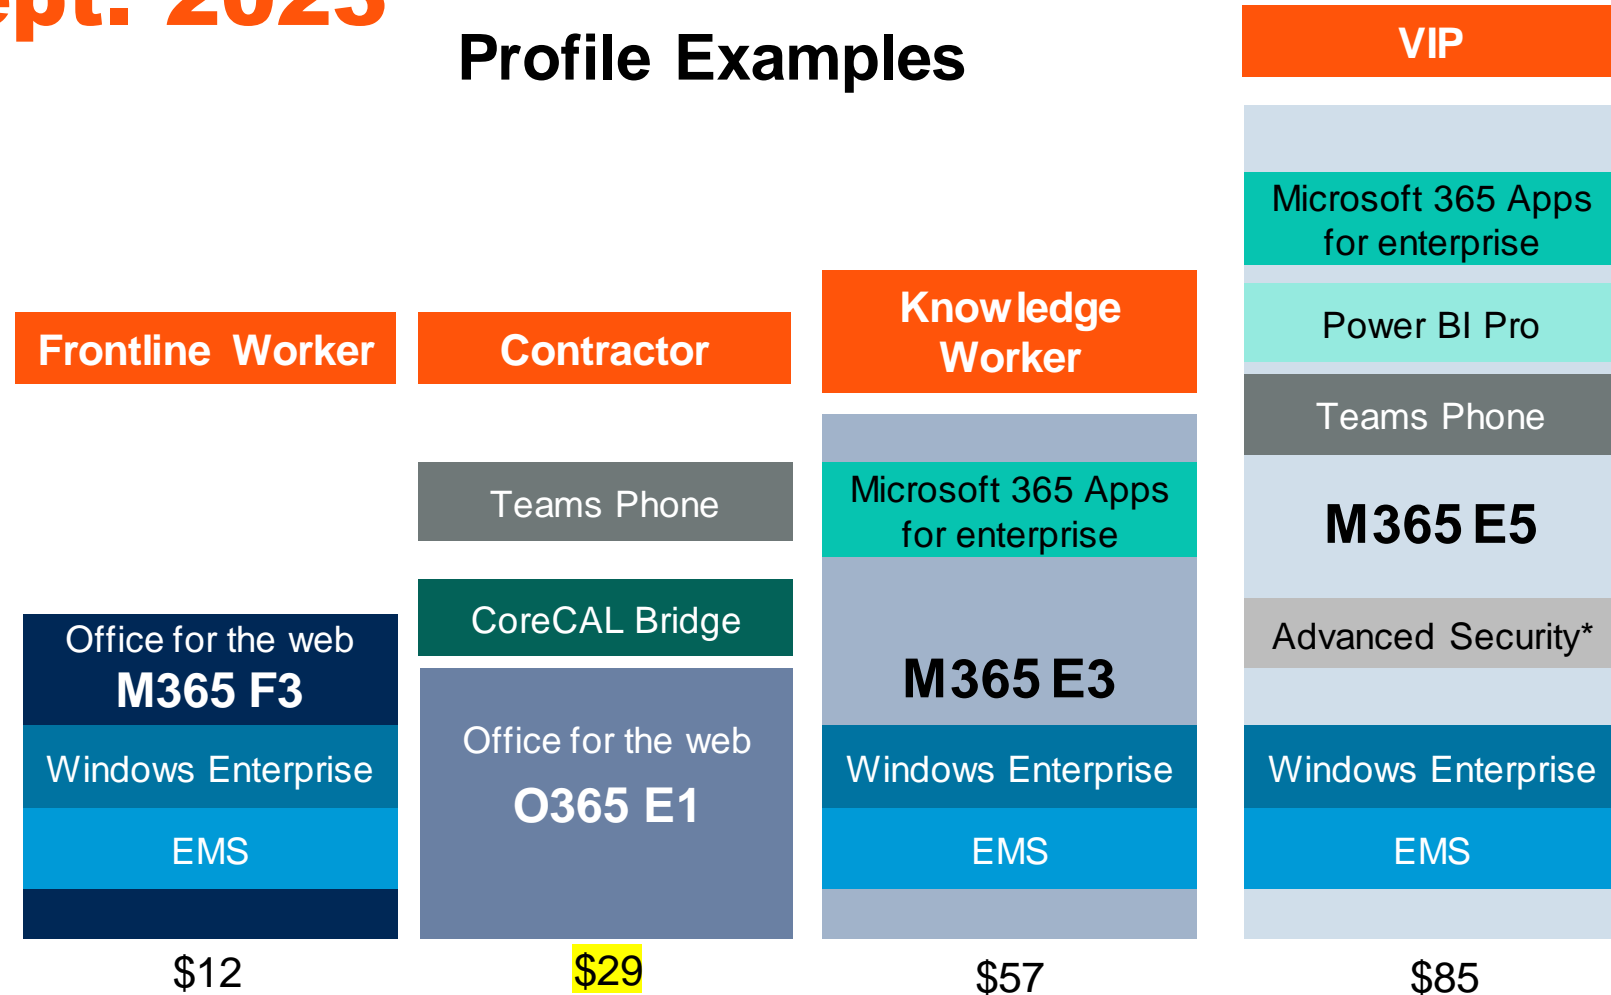 ept. 2023
Profile Examples
VIP
Microsoft 365 Apps
for enterprise
Power BI Pro
Teams Phone
M365 E5
Advanced Security*
Windows Enterprise
EMS
$85
Knowledge
Worker
Microsoft 365 Apps
for enterprise
M365 E3
Windows Enterprise
EMS
$57
Contractor
Teams Phone
CoreCAL Bridge
Office for the web
O365 E1
$29
Frontline Worker
Office for the web
M365 F3
Windows Enterprise
EMS
$12